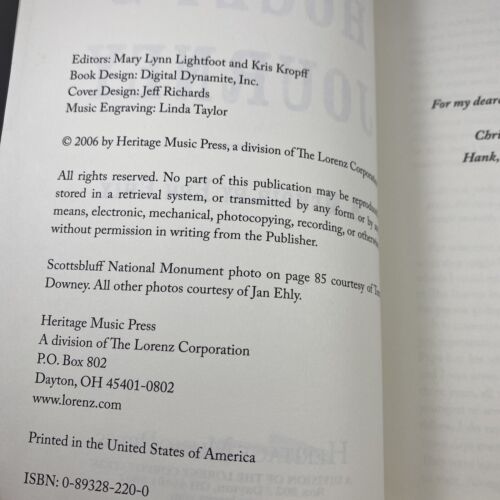 Editors: Mary Lynn Lightfoot and Kris Kropff
Book Design: Digital Dynamite, Inc.
Cover Design: Jeff Richards
Music Engraving: Linda Taylor
© 2006 by Heritage Music Press, a division of The Lorenz Corporation
All rights reserved. No part of this publication may be reproduced
stored in a retrieval system, or transmitted by any form or by a
means, electronic, mechanical, photocopying, recording, or otherwise
without permission in writing from the Publisher.
Scottsbluff National Monument photo on page 85 courtesy of
Downey. All other photos courtesy of Jan Ehly.
Heritage Music Press
A division of The Lorenz Corporation
P.O. Box 802
Dayton, OH 45401-0802
www.lorenz.com
Printed in the United States of America
ISBN: 0-89328-220-0
For my dear
Chri
Hank,